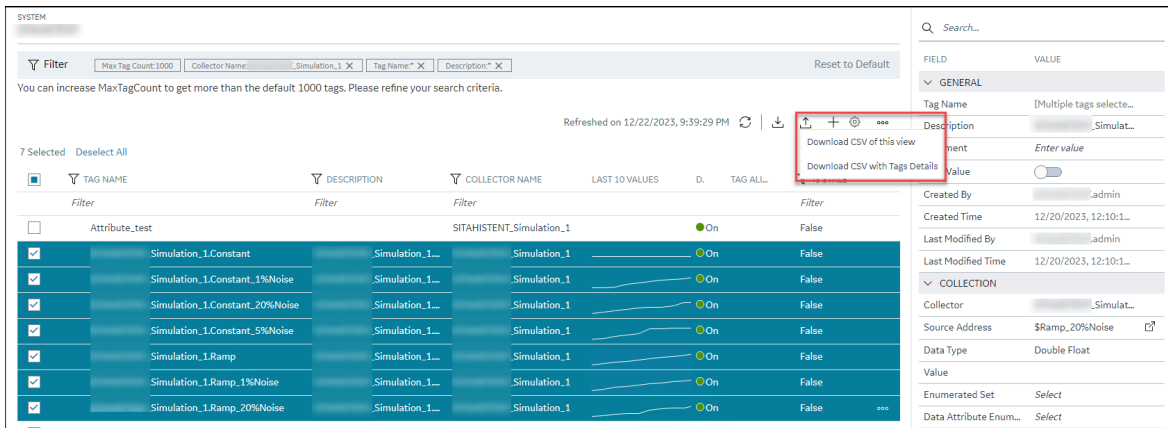 SYSTEM
Filter Max Tag Count:1000 Collector Name: _Simulation_1 X Tag Name:* X Description:* X Reset to Default
You can increase MaxTagCount to get more than the default 1000 tags. Please refine your search criteria.
Refreshed on 12/22/2023, 9:39:29 PM
Download CSV of this view
Download CSV with Tags Details
7 Selected Deselect All
TAG NAME DESCRIPTION COLLECTOR NAME LAST 10 VALUES D. TAG ALI...
Filter Filter Filter Filter
Attribute_test SITAHISTENT_Simulation_1 On False
Simulation_1.Constant _Simulation_1.... _Simulation_1 On False
Simulation_1.Constant_1%Noise _Simulation_1.... _Simulation_1 On False
Simulation_1.Constant_20%Noise _Simulation_1.... _Simulation_1 On False
Simulation_1.Constant_5%Noise _Simulation_1.... _Simulation_1 On False
Simulation_1.Ramp _Simulation_1.... _Simulation_1 On False
Simulation_1.Ramp_1%Noise _Simulation_1.... _Simulation_1 On False
Simulation_1.Ramp_20%Noise _Simulation_1.... _Simulation_1 On False
Search...
FIELD VALUE
GENERAL
Tag Name [Multiple tags selecte...
Description _Simulat...
ment Enter value
Value
Created By .admin
Created Time 12/20/2023, 12:10:1...
Last Modified By .admin
Last Modified Time 12/20/2023, 12:10:1...
COLLECTION
Collector _Simulat...
Source Address $Ramp_20%Noise
Data Type Double Float
Value
Enumerated Set Select
Data Attribute Enum... Select